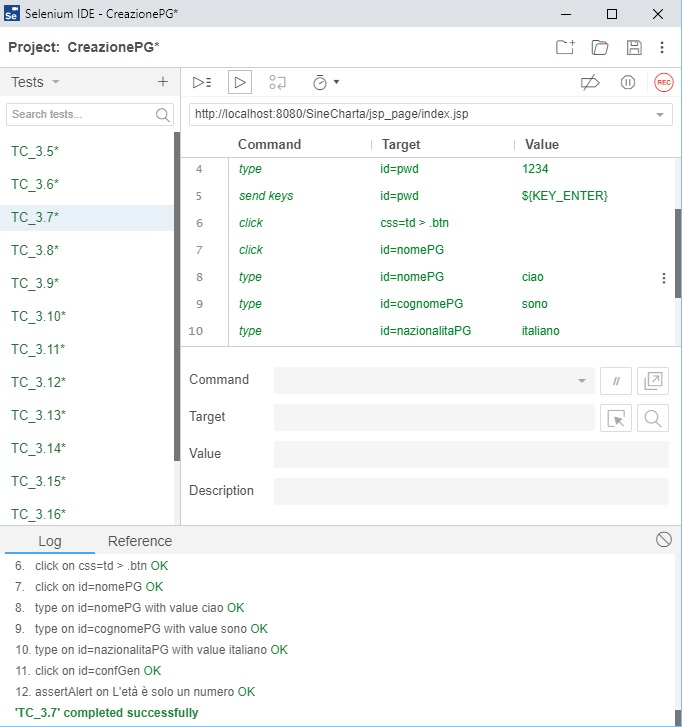 Selenium IDE - CreazionePG*
Project: CreazionePG*
Tests
REC
Search tests...
http://localhost:8080/SineCharta/jsp_page/index.jsp
Command Target Value
4 type id=pwd 1234
5 send keys id=pwd ${KEY_ENTER}
6 click css=td > .btn
7 click id=nomePG
8 type id=nomePG ciao
9 type id=cognomePG sono
10 type id=nazionalitaPG italiano
TC_3.5*
TC_3.6*
TC_3.7*
TC_3.8*
TC_3.9*
TC_3.10*
TC_3.11*
TC_3.12*
TC_3.13*
TC_3.14*
TC_3.15*
TC_3.16*
Command //
Target
Value
Description
Log Reference
6. click on css=td > .btn OK
7. click on id=nomePG OK
8. type on id=nomePG with value ciao OK
9. type on id=cognomePG with value sono OK
10. type on id=nazionalitaPG with value italiano OK
11. click on id=confGen OK
12. assertAlert on L'età è solo un numero OK
'TC_3.7' completed successfully